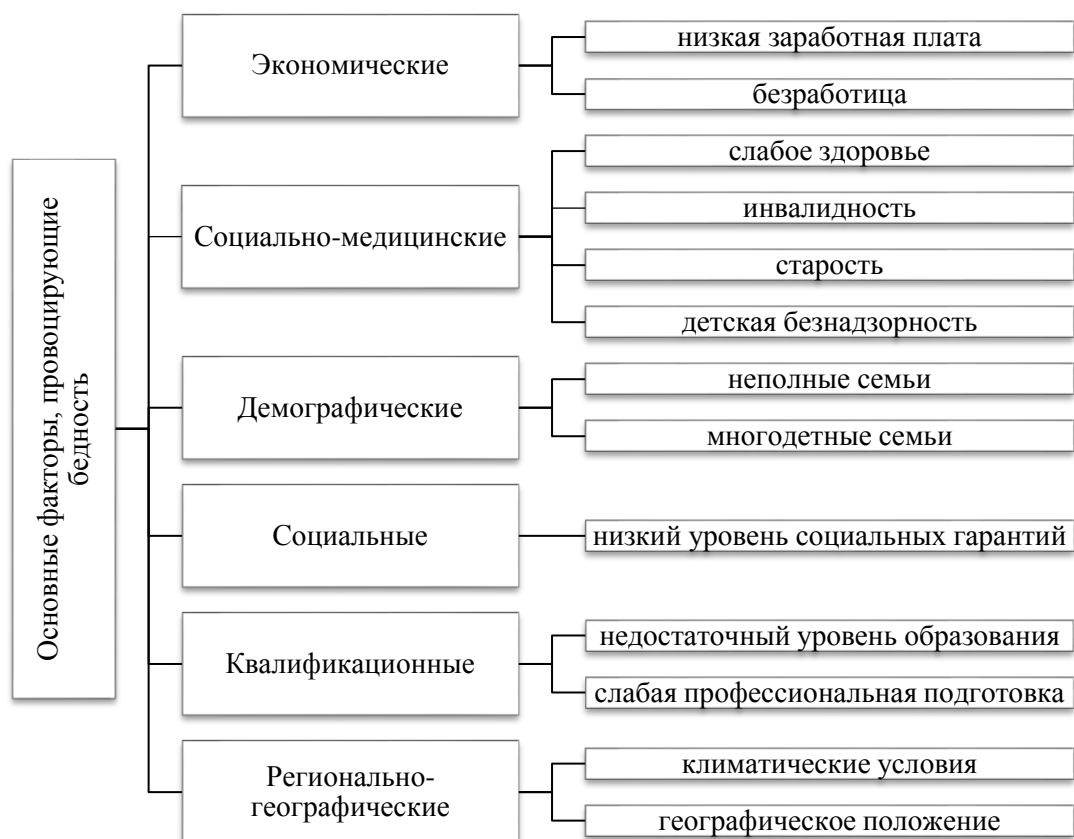 Основные факторы, провоцирующие
бедность
Экономические
низкая заработная плата
безработица
Социально-медицинские
слабое здоровье
инвалидность
старость
детская безнадзорность
Демографические
неполные семьи
многодетные семьи
Социальные
низкий уровень социальных гарантий
Квалификационные
недостаточный уровень образования
слабая профессиональная подготовка
Регионально-
географические
климатические условия
географическое положение